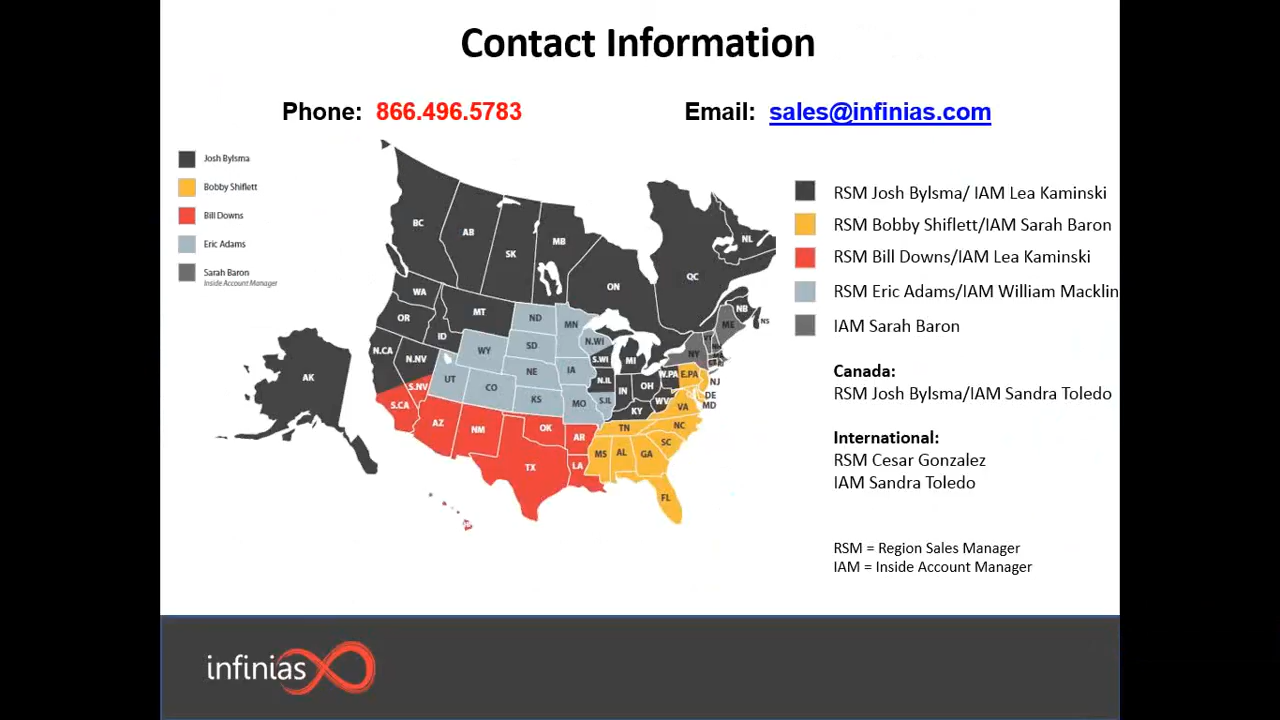 Contact Information
Phone: 866.496.5783
Email: sales@infinias.com
Josh Bylsma
Bobby Shiflett
Bill Downs
Eric Adams
Sarah Baron
Inside Account Manager
BC
AB
SK
MB
ON
QC
NL
NB
NS
WA
OR
ID
MT
ND
MN
N.WI
S.WI
MI
ME
NY
N.CA
N.NV
WY
SD
IA
NE
UT
CO
KS
MO
N.IL
S.IL
IN
OH
W.PA
E.PA
NJ
DE
MD
WV
VA
KY
S.NV
S.CA
AZ
NM
OK
AR
TN
NC
SC
MS
AL
GA
TX
LA
FL
AK
HI
RSM Josh Bylsma/ IAM Lea Kaminski
RSM Bobby Shiflett/IAM Sarah Baron
RSM Bill Downs/IAM Lea Kaminski
RSM Eric Adams/IAM William Macklin
IAM Sarah Baron
Canada:
RSM Josh Bylsma/IAM Sandra Toledo
International:
RSM Cesar Gonzalez
IAM Sandra Toledo
RSM = Region Sales Manager
IAM = Inside Account Manager
infinias